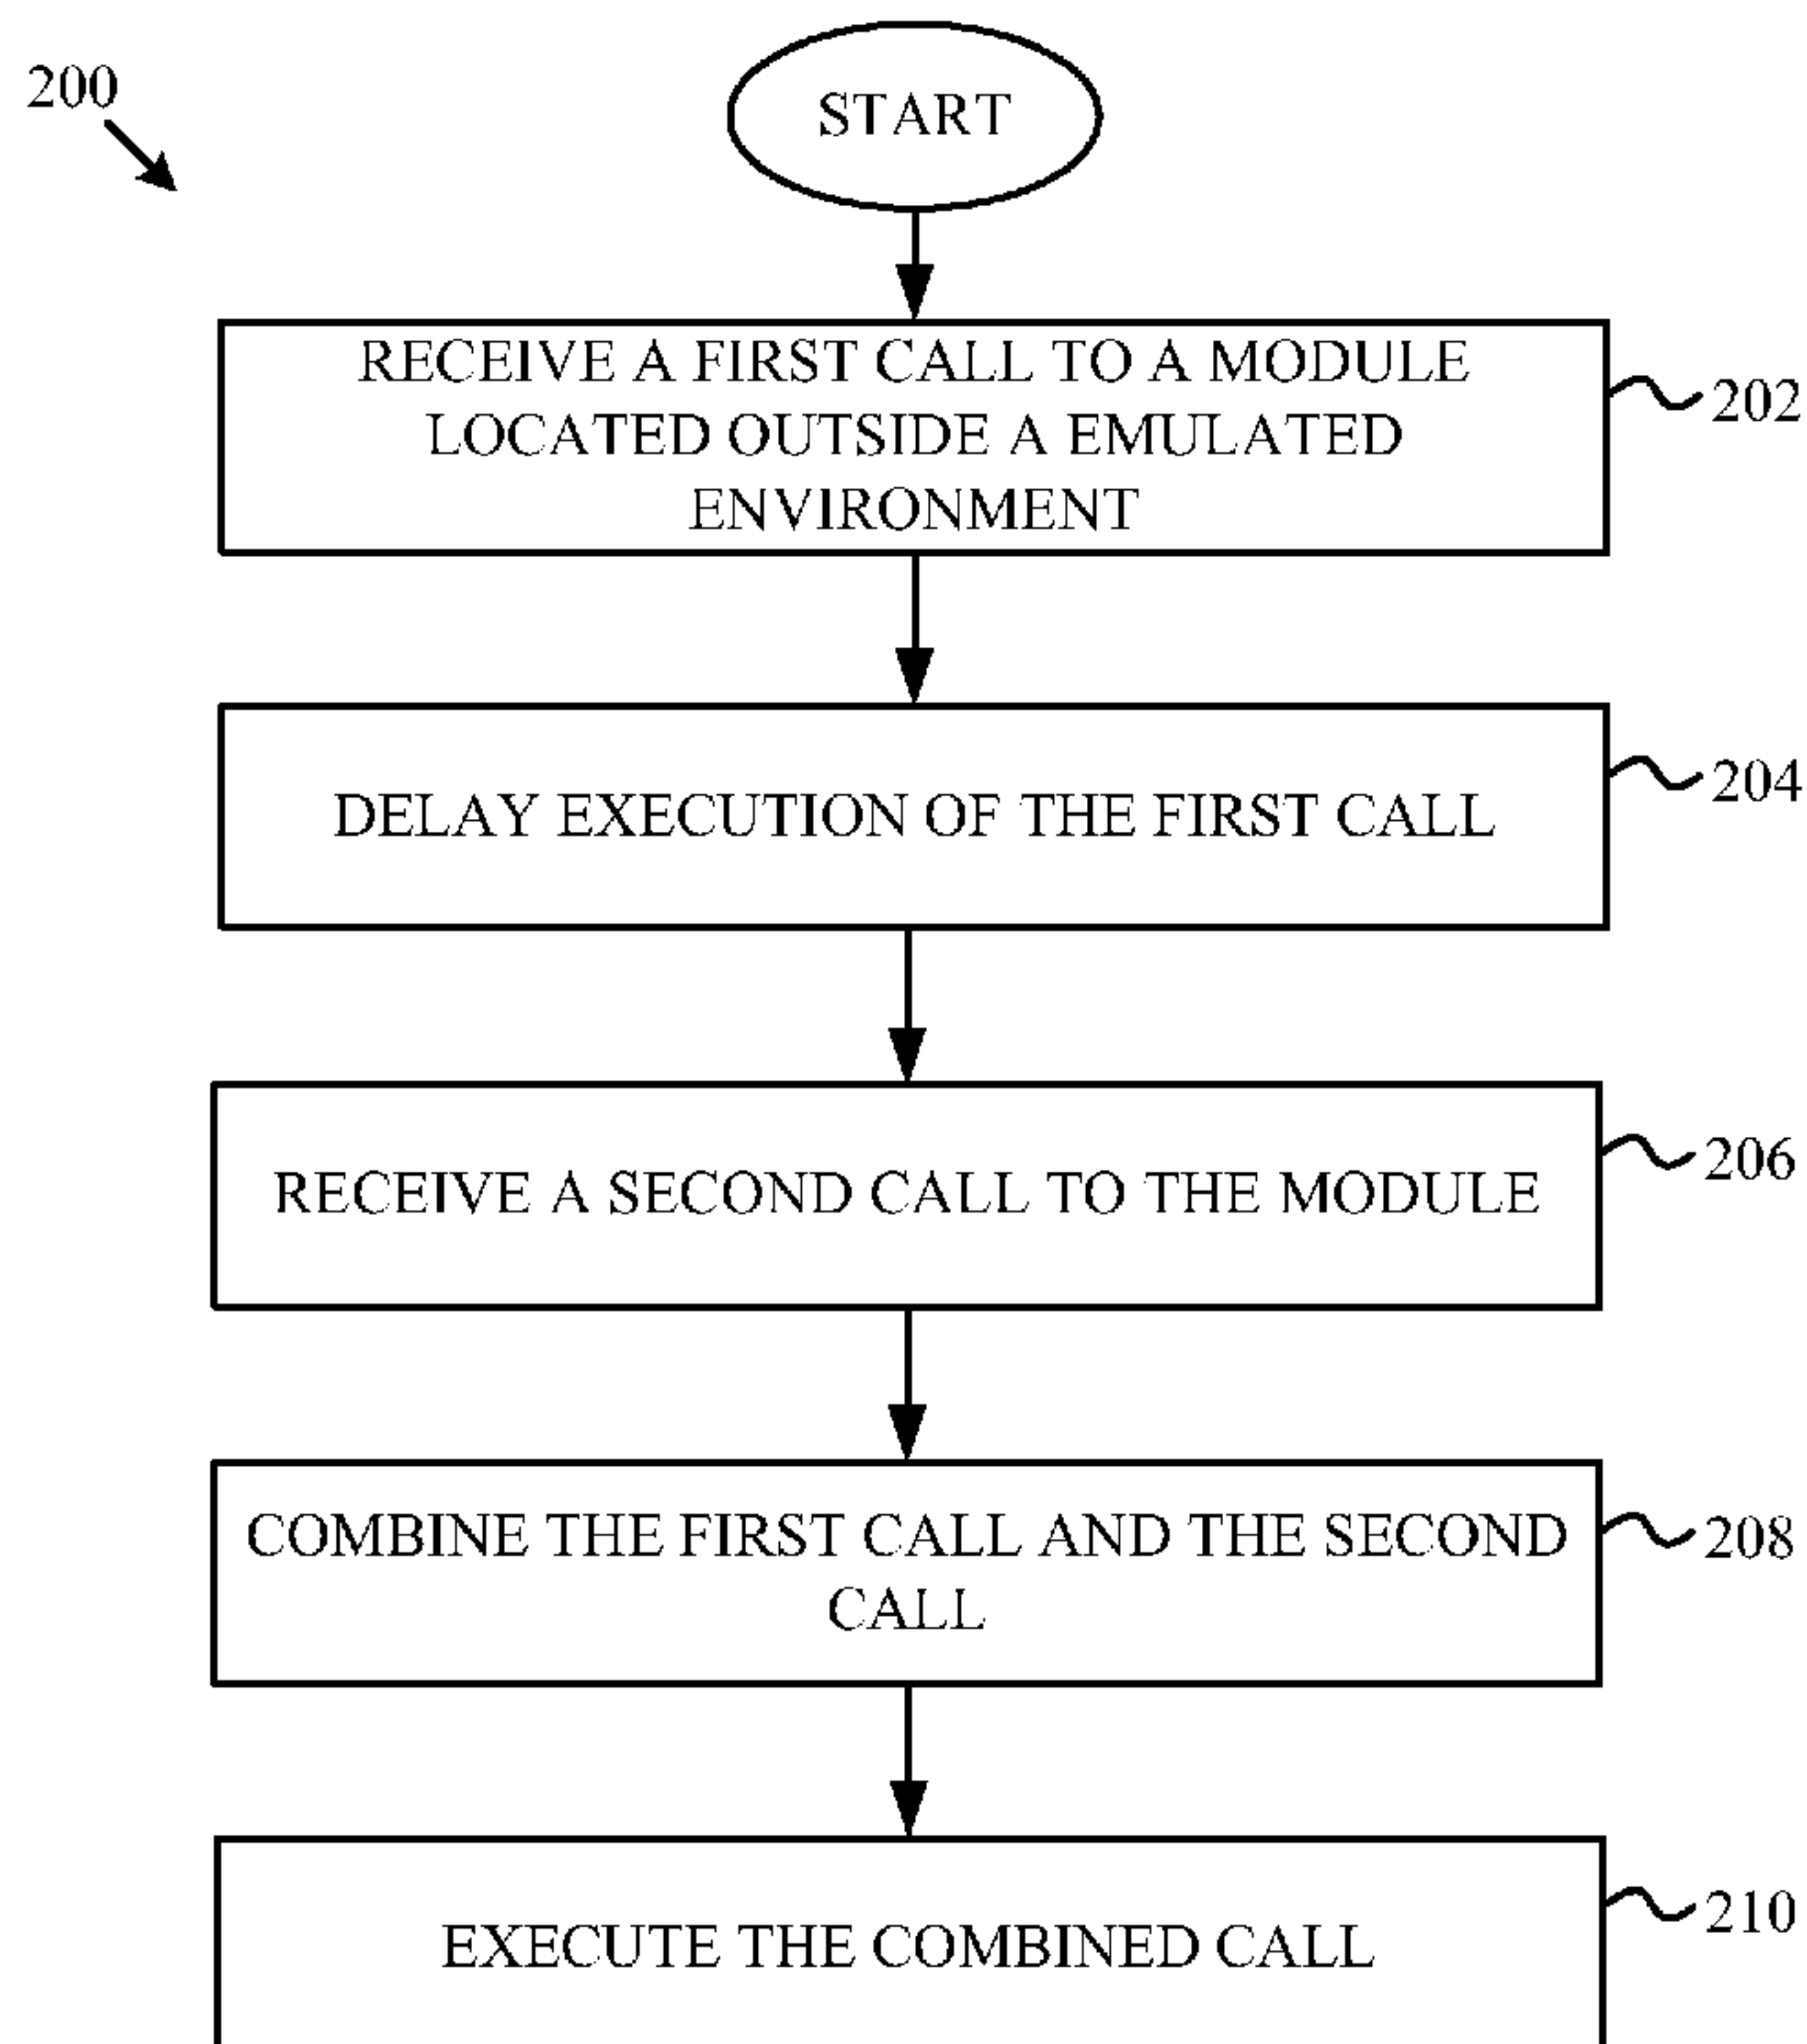 200
START
RECEIVE A FIRST CALL TO A MODULE
LOCATED OUTSIDE A EMULATED
ENVIRONMENT
202
DELAY EXECUTION OF THE FIRST CALL
204
RECEIVE A SECOND CALL TO THE MODULE
206
COMBINE THE FIRST CALL AND THE SECOND
CALL
208
EXECUTE THE COMBINED CALL
210